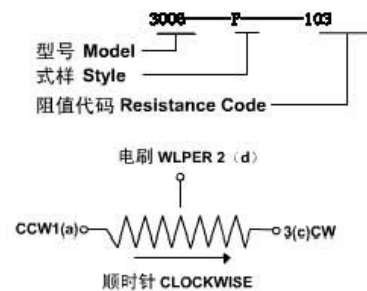 3006 P 103
型号 Model
式样 Style
阻值代码 Resistance Code
电刷 WLPER 2（d）
CCW1(a) 3(c)CW
顺时针 CLOCKWISE